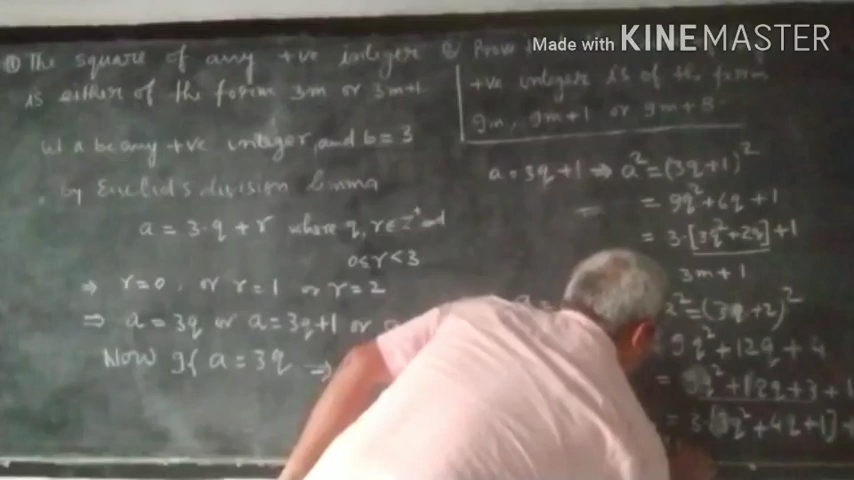 Made with KINEMASTER
① The square of any +ve integer
is either of the form 3m or 3m+1
Let a be any +ve integer, and b = 3
by Euclid's division lemma
a = 3·q + r where q, r ∈ Z⁺ and
0≤r<3
⇒ r=0, or r=1 or r=2
⇒ a=3q or a=3q+1 or
Now if a=3q ⇒
Q Prove
+ve integer is of the form
9m, 9m+1 or 9m+8
a = 3q+1 ⇒ a² = (3q+1)²
= 9q² + 6q + 1
= 3·[3q²+2q]+1
3m+1
a² = (3q+2)²
= 9q² + 12q + 4
= 9q² + 12q + 3 + 1
= 3·[3q² + 4q + 1] +